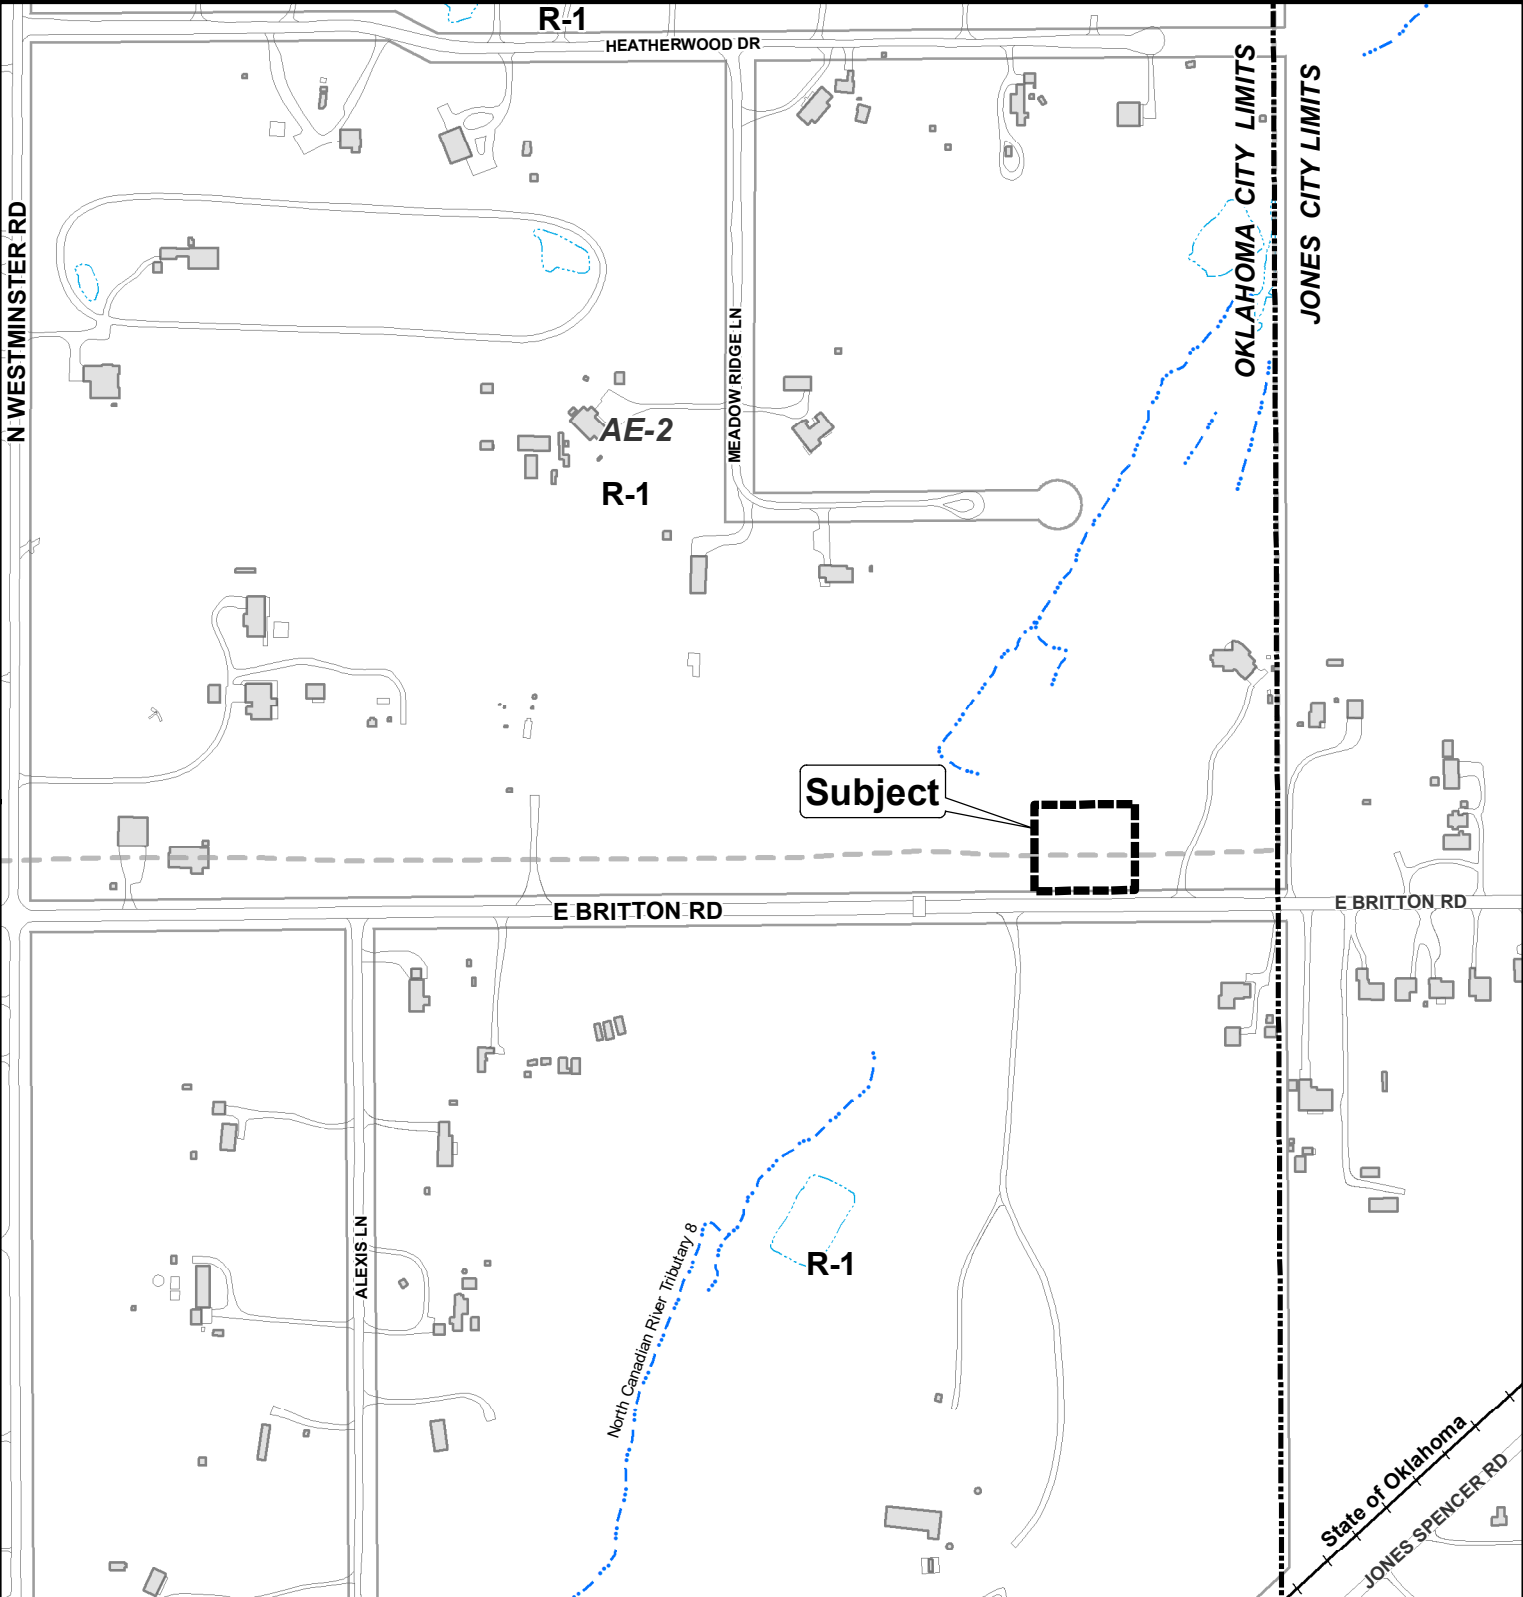 R-1
HEATHERWOOD DR
OKLAHOMA CITY LIMITS
JONES CITY LIMITS
N WESTMINSTER RD
MEADOW RIDGE LN
AE-2
R-1
Subject
E BRITTON RD
E BRITTON RD
ALEXIS LN
North Canadian River Tributary 8
R-1
State of Oklahoma
JONES SPENCER RD